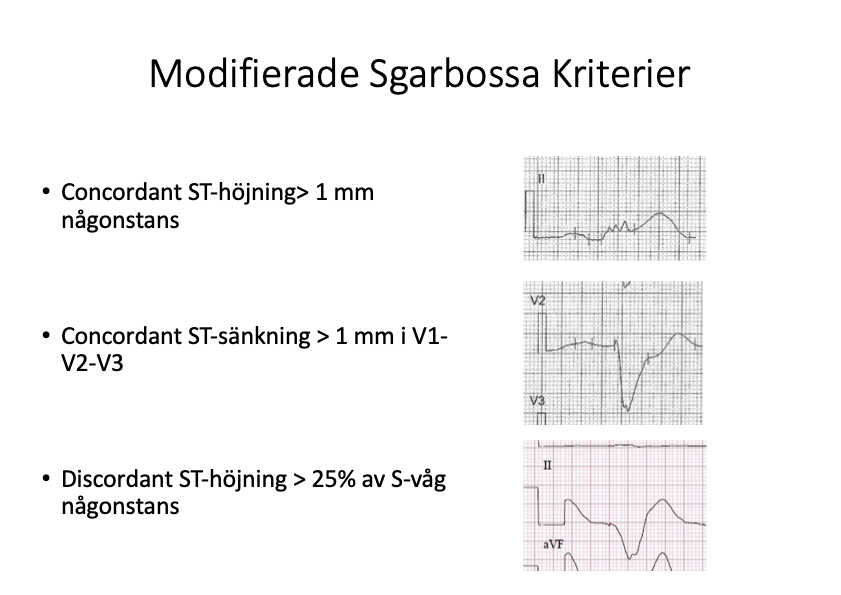 Modifierade Sgarbossa Kriterier
• Concordant ST-höjning> 1 mm
någonstans
II
• Concordant ST-sänkning > 1 mm i V1-
V2-V3
V2
V3
• Discordant ST-höjning > 25% av S-våg
någonstans
II
aVF